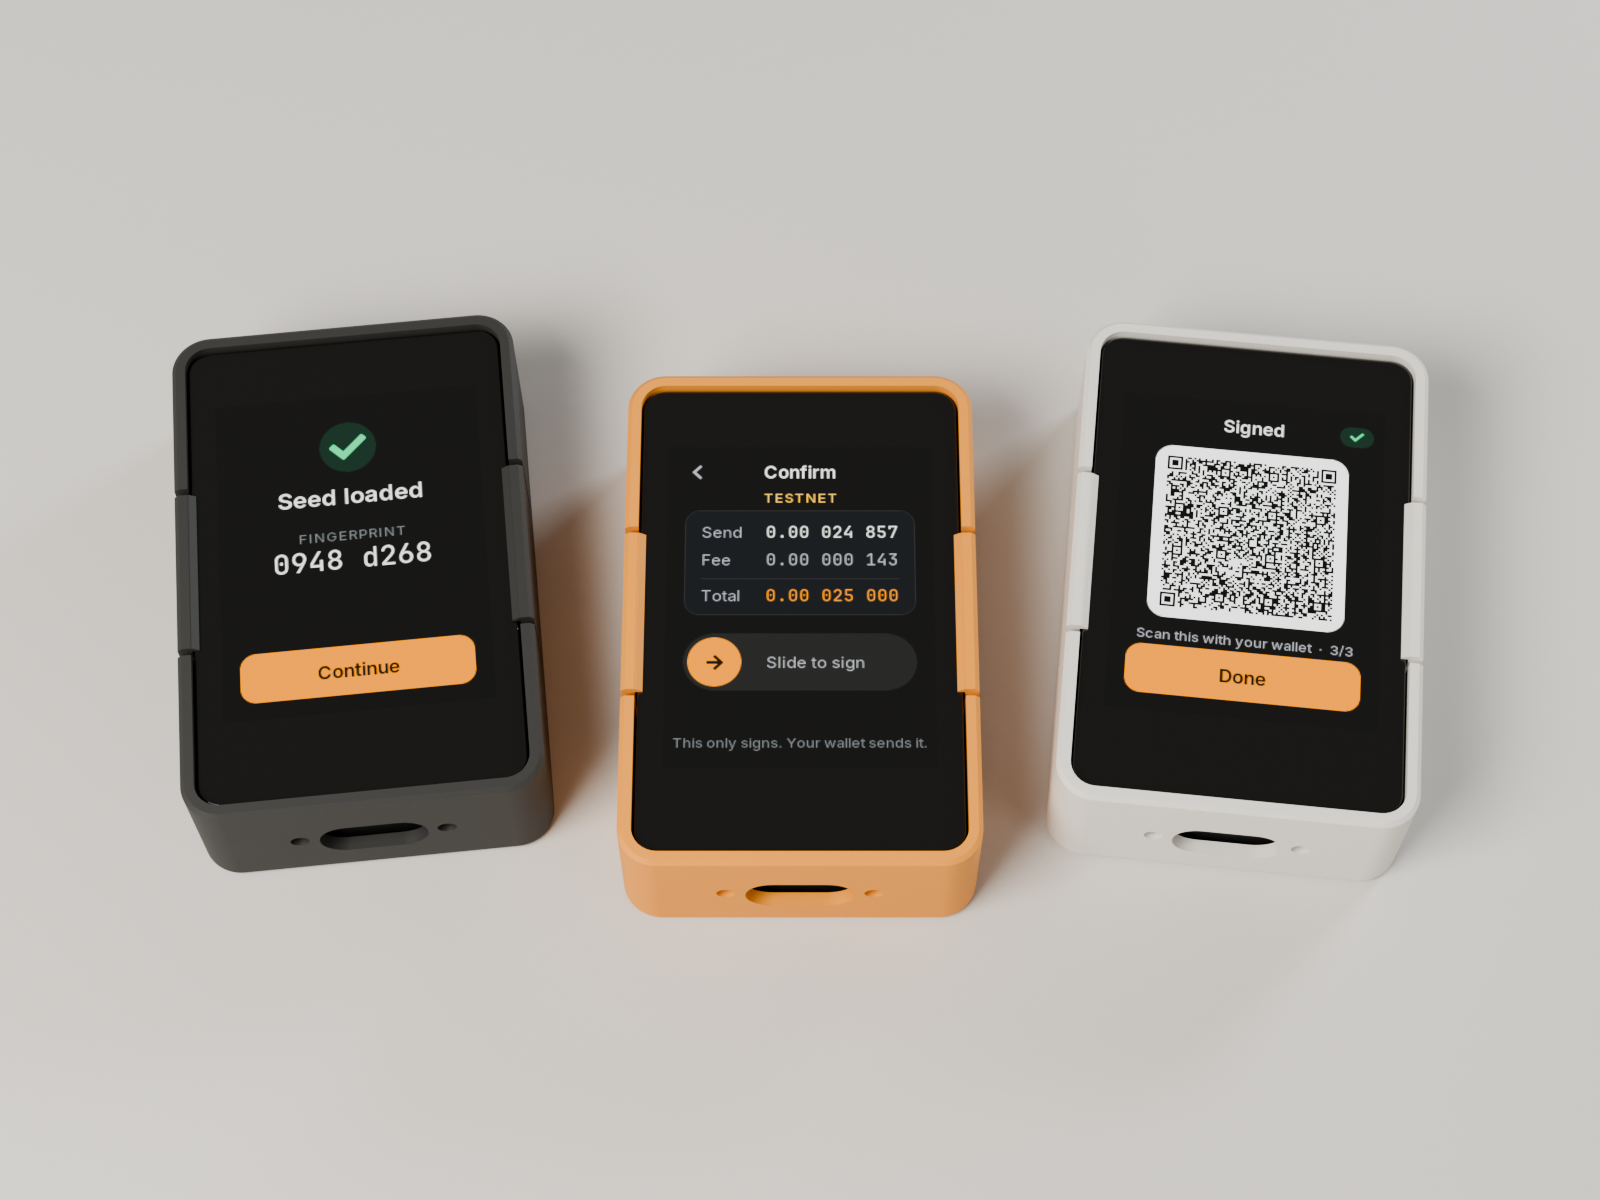 Seed loaded
FINGERPRINT
0948 d268
Continue
Confirm
TESTNET
Send 0.00 024 857
Fee 0.00 000 143
Total 0.00 025 000
Slide to sign
This only signs. Your wallet sends it.
Signed
Scan this with your wallet · 3/3
Done